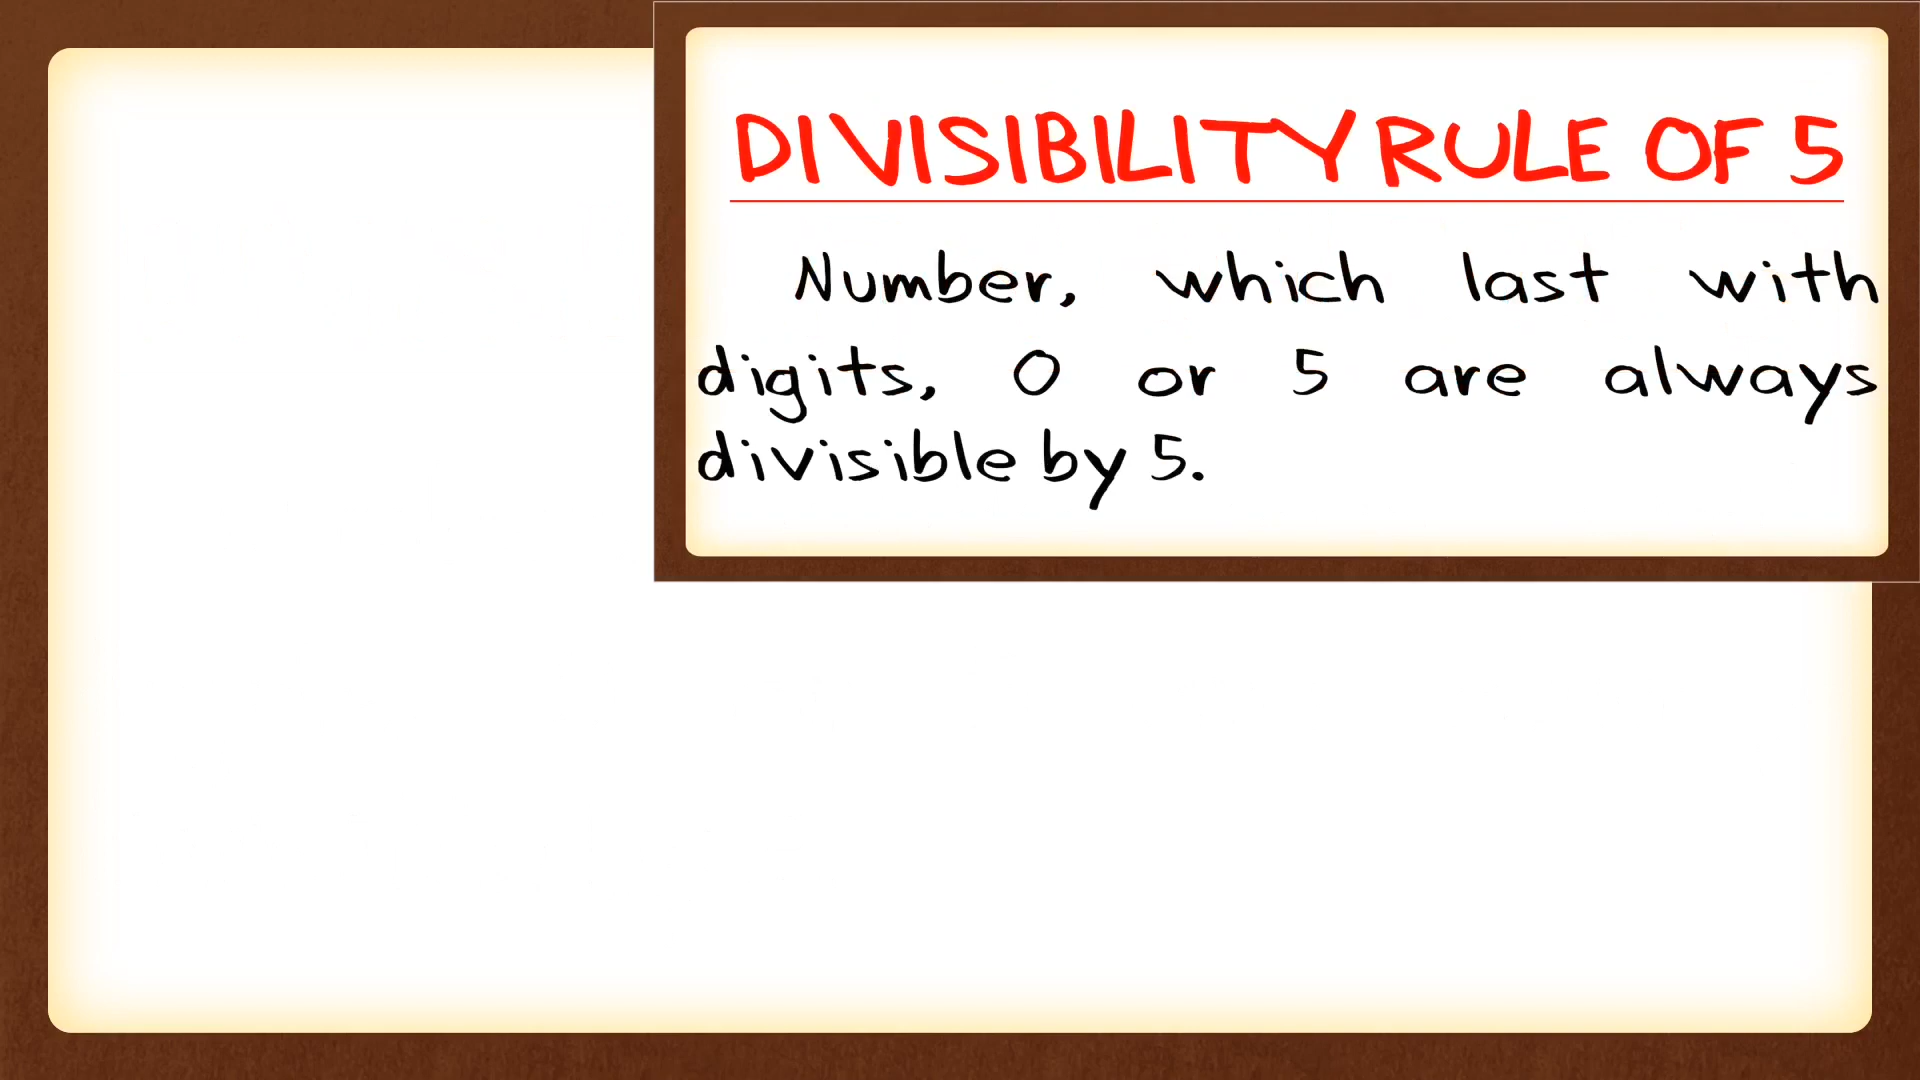 DIVISIBILITY RULE OF 5
Number, which last with
digits, 0 or 5 are always
divisible by 5.